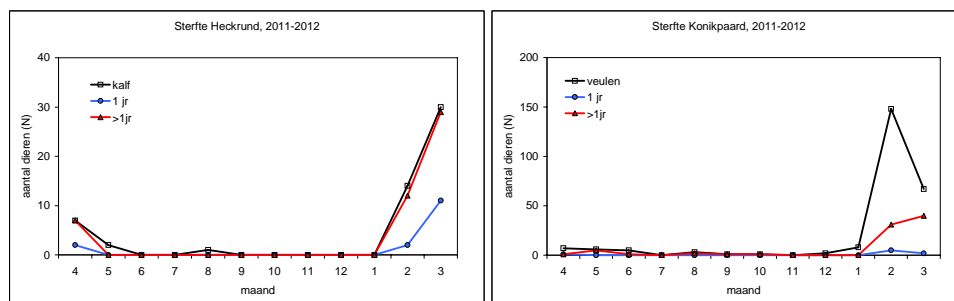 Sterfte Heckrund, 2011-2012
40
30
20
10
0
aantal dieren (N)
kalf
1 jr
>1jr
4 5 6 7 8 9 10 11 12 1 2 3
maand
Sterfte Konikpaard, 2011-2012
200
150
100
50
0
aantal dieren (N)
veulen
1 jr
>1jr
4 5 6 7 8 9 10 11 12 1 2 3
maand